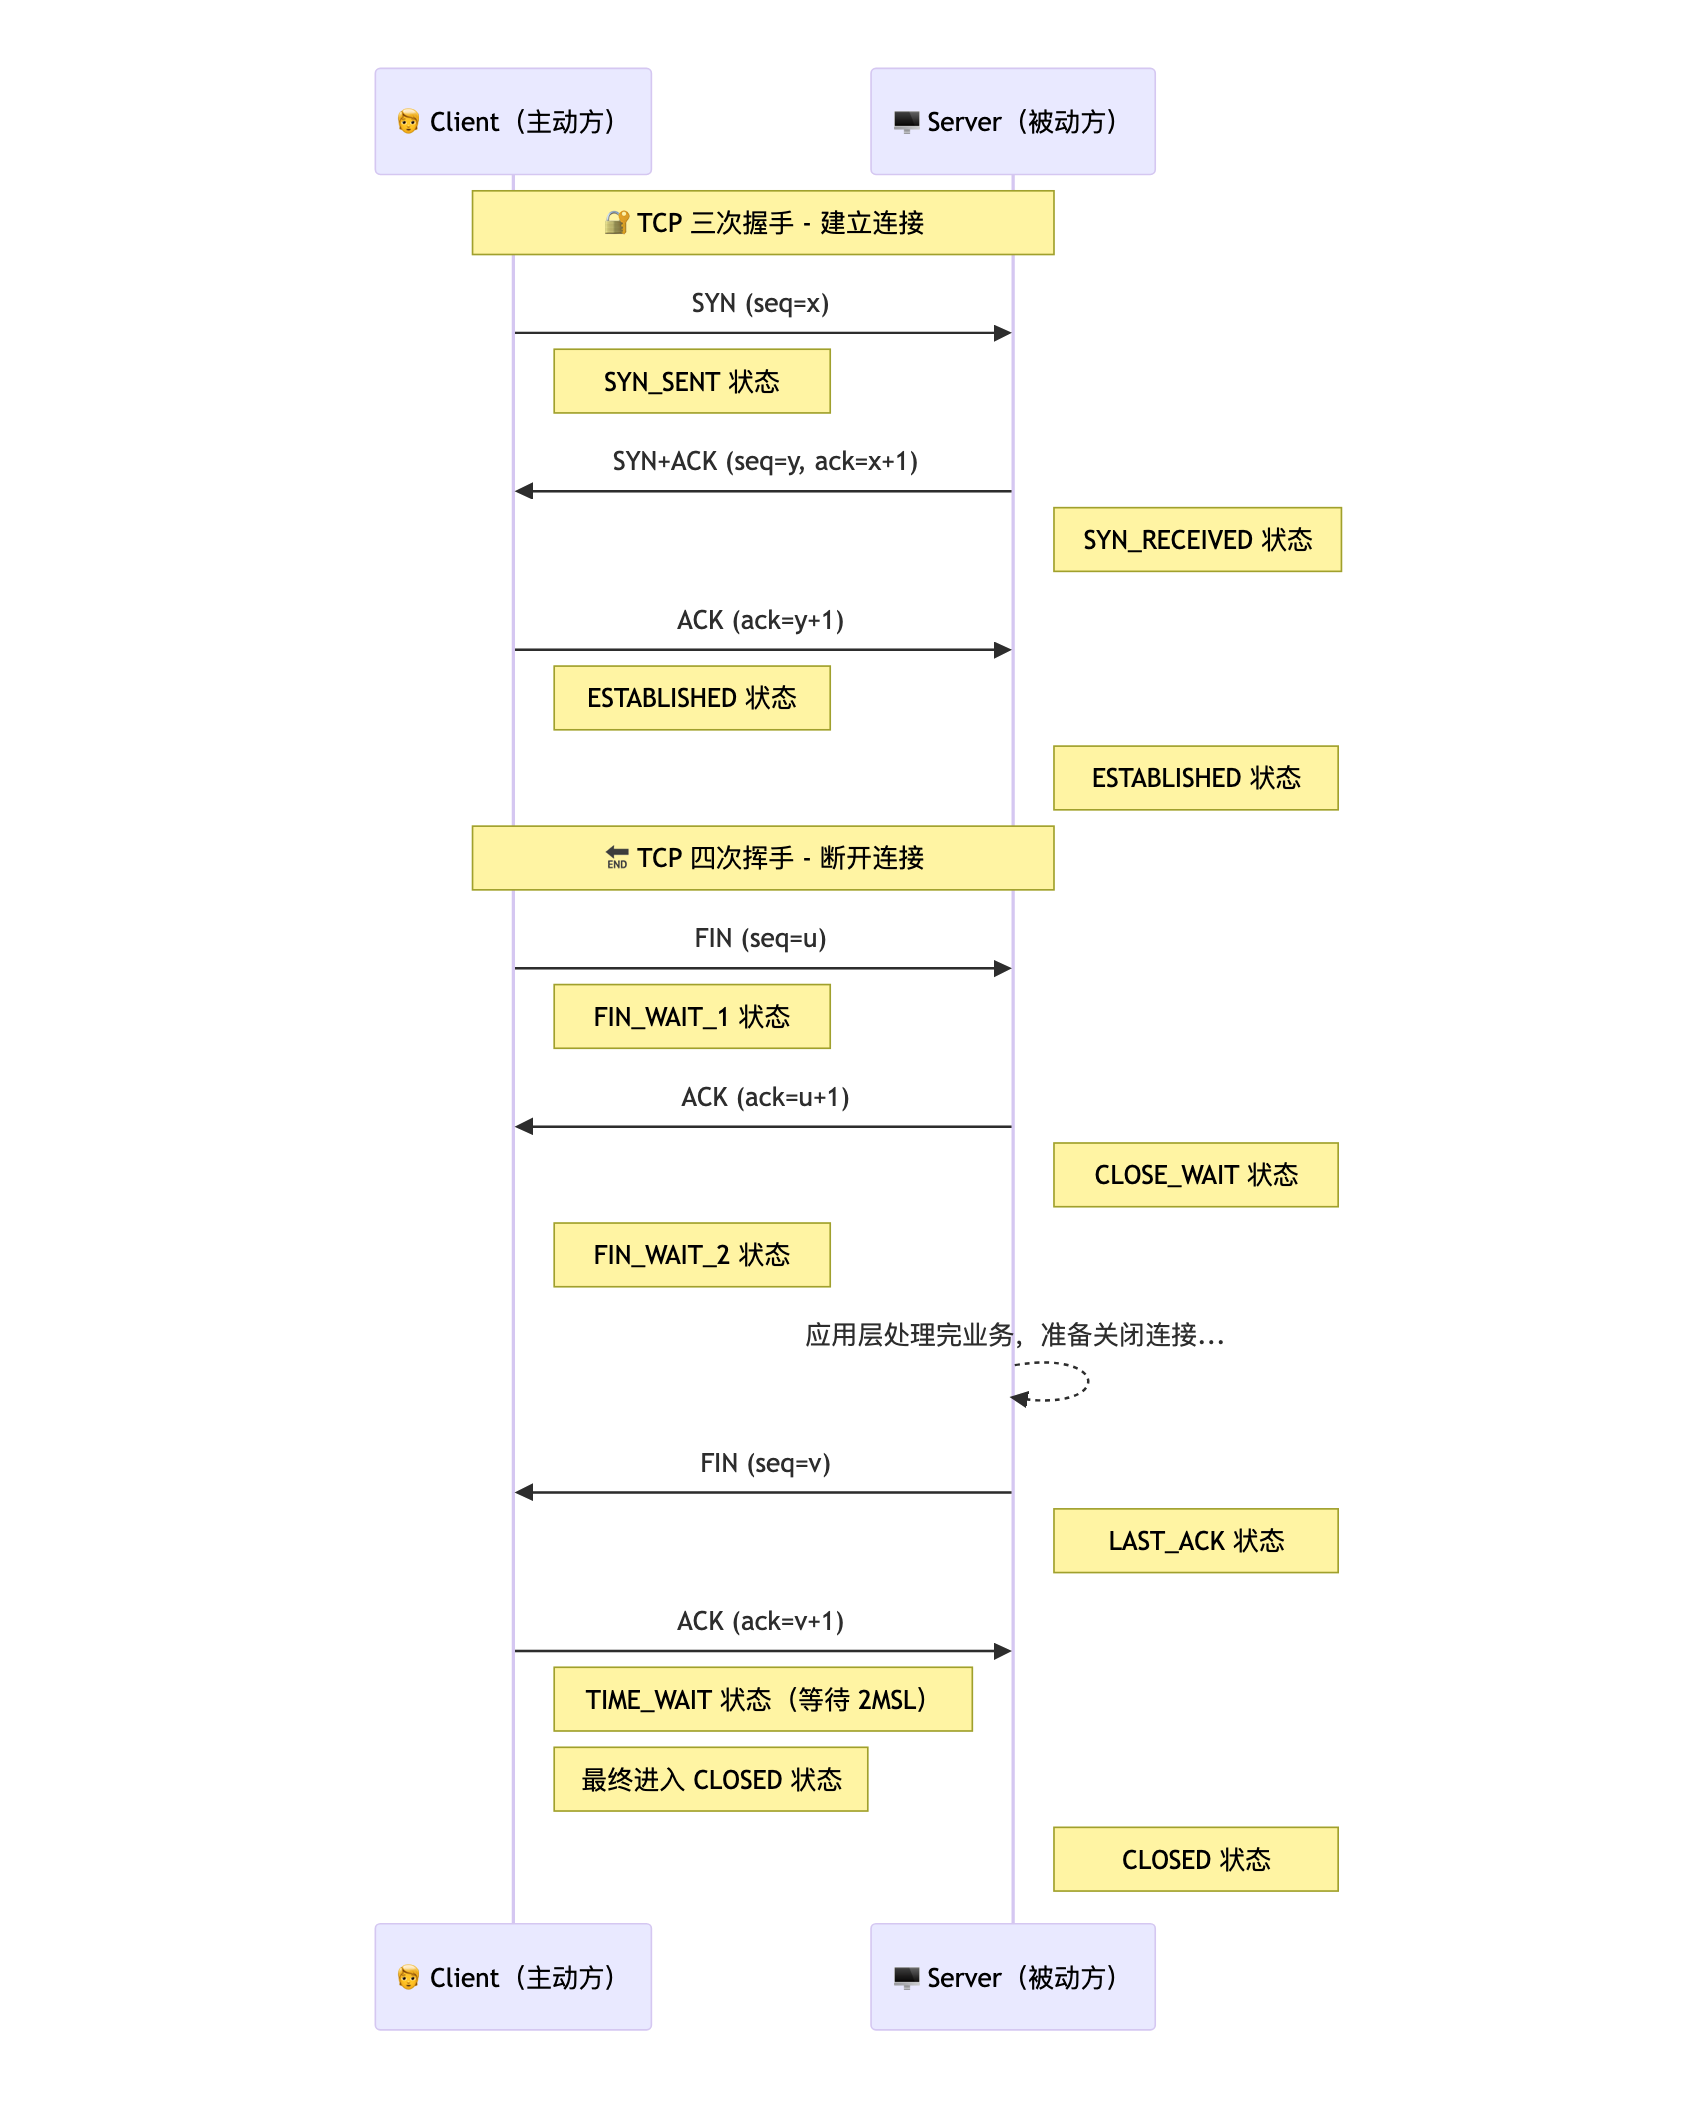 Client（主动方）
Server（被动方）
TCP 三次握手 - 建立连接
SYN (seq=x)
SYN_SENT 状态
SYN+ACK (seq=y, ack=x+1)
SYN_RECEIVED 状态
ACK (ack=y+1)
ESTABLISHED 状态
ESTABLISHED 状态
END TCP 四次挥手 - 断开连接
FIN (seq=u)
FIN_WAIT_1 状态
ACK (ack=u+1)
CLOSE_WAIT 状态
FIN_WAIT_2 状态
应用层处理完业务，准备关闭连接...
FIN (seq=v)
LAST_ACK 状态
ACK (ack=v+1)
TIME_WAIT 状态（等待 2MSL）
最终进入 CLOSED 状态
CLOSED 状态
Client（主动方）
Server（被动方）